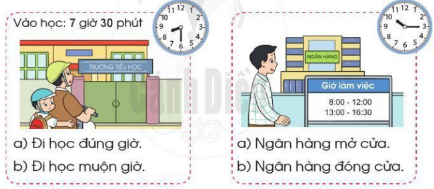 Vào học: 7 giờ 30 phút
TRƯỜNG TIỂU HỌC
a) Đi học đúng giờ.
b) Đi học muộn giờ.
NGÂN HÀNG
Giờ làm việc
8:00 - 12:00
13:00 - 16:30
a) Ngân hàng mở cửa.
b) Ngân hàng đóng cửa.
Cánh Diều